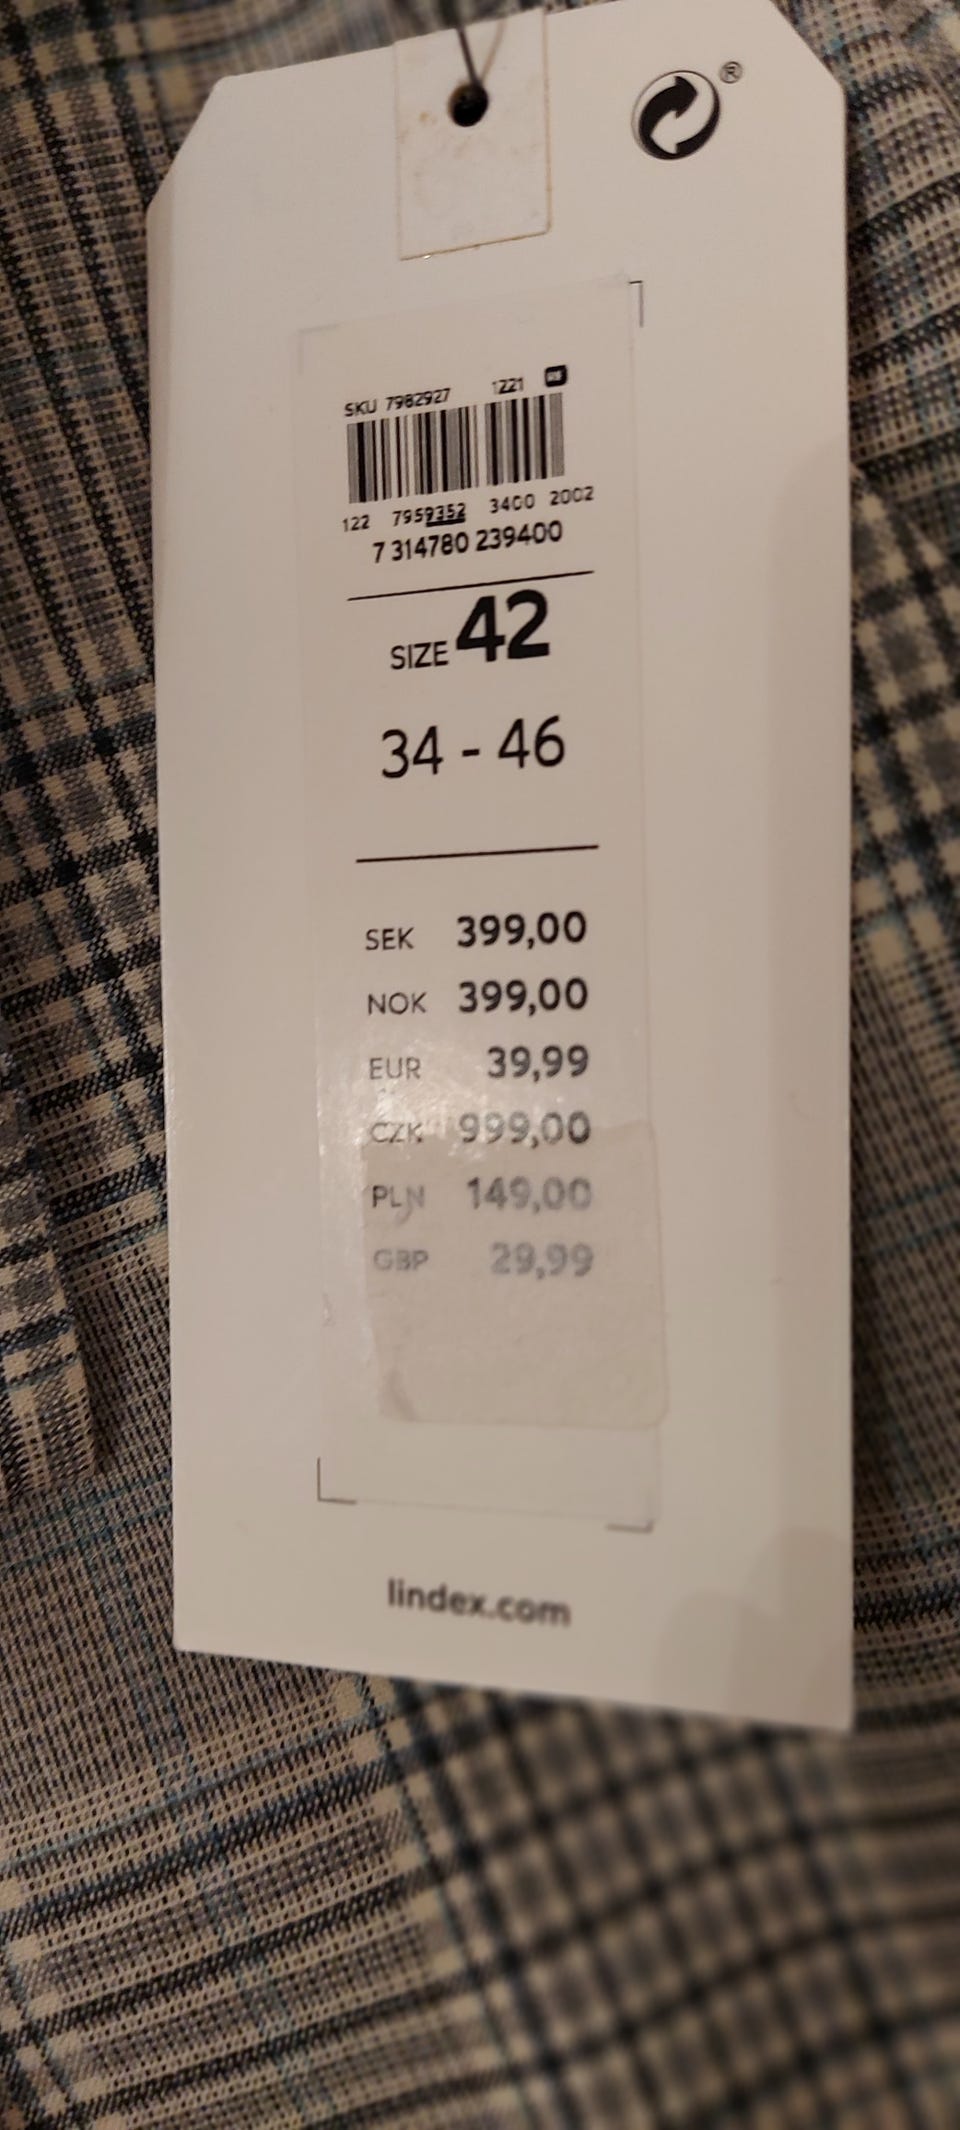 ®
SKU 7982927 1221
122 7959352 3400 2002
7 314780 239400
SIZE 42
34 - 46
SEK 399,00
NOK 399,00
EUR 39,99
CZK 999,00
PLN 149,00
GBP 29,99
lindex.com